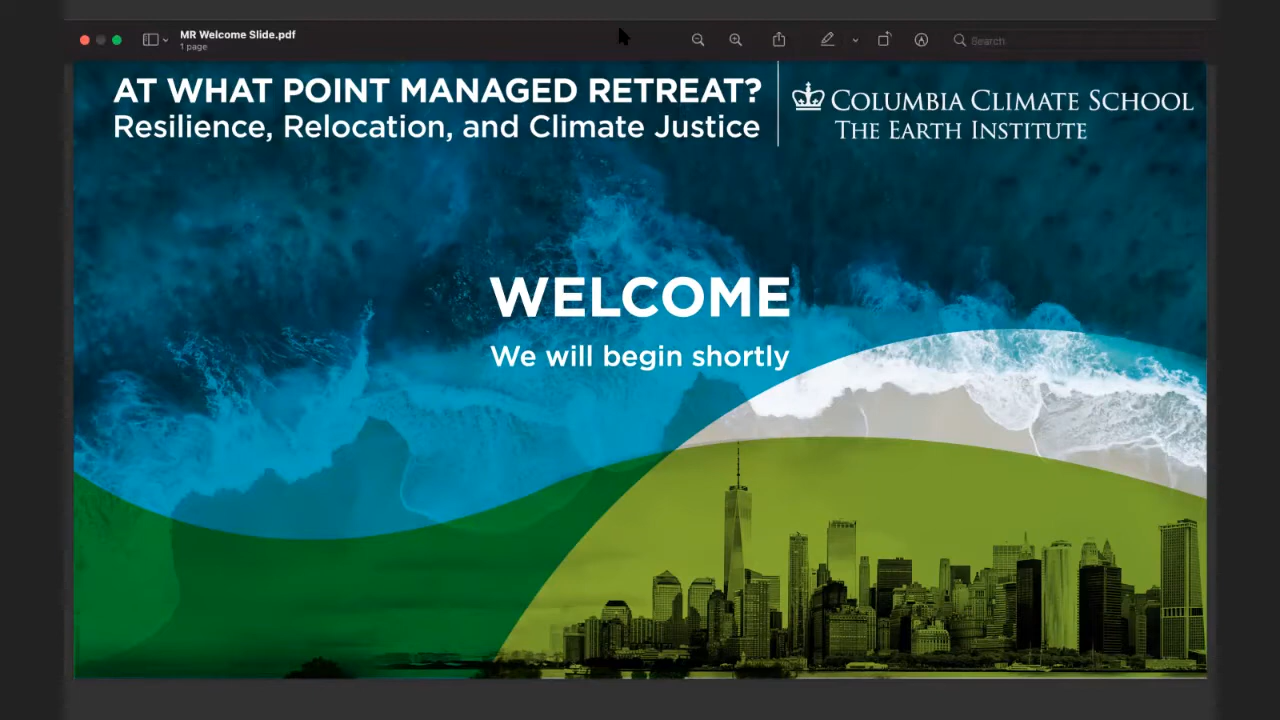 MR Welcome Slide.pdf
1 page
Search
AT WHAT POINT MANAGED RETREAT?
Resilience, Relocation, and Climate Justice
COLUMBIA CLIMATE SCHOOL
THE EARTH INSTITUTE
WELCOME
We will begin shortly